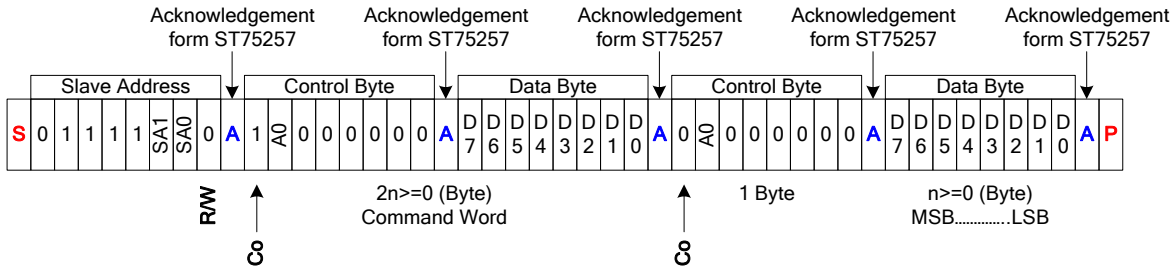 Acknowledgement form ST75257 Acknowledgement form ST75257 Acknowledgement form ST75257 Acknowledgement form ST75257 Acknowledgement form ST75257
Slave Address Control Byte Data Byte Control Byte Data Byte
S 0 1 1 1 1 SA1 SA0 0 A 1 A0 0 0 0 0 0 0 A D7 D6 D5 D4 D3 D2 D1 D0 A 0 A0 0 0 0 0 0 0 A D7 D6 D5 D4 D3 D2 D1 D0 A P
R/W 2n>=0 (Byte) 1 Byte n>=0 (Byte)
Command Word MSB..............LSB
Co Co